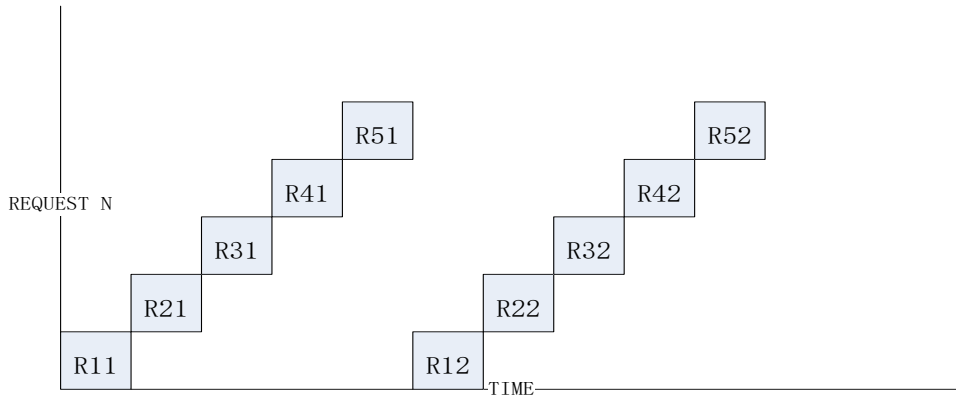 R51
R52
R41
R42
REQUEST N
R31
R32
R21
R22
R11
R12
TIME